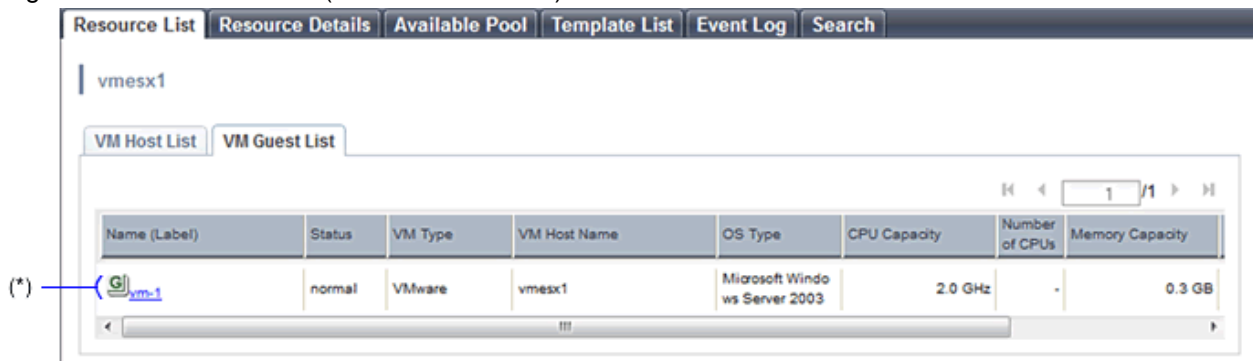 Resource List Resource Details Available Pool Template List Event Log Search
vmesx1
VM Host List VM Guest List
1 /1
Name (Label) Status VM Type VM Host Name OS Type CPU Capacity Number of CPUs Memory Capacity
(*) G vm-1 normal VMware vmesx1 Microsoft Windo ws Server 2003 2.0 GHz - 0.3 GB